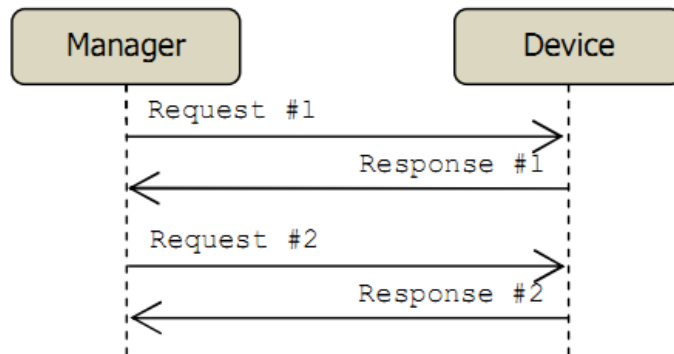 Manager
Device
Request #1
Response #1
Request #2
Response #2